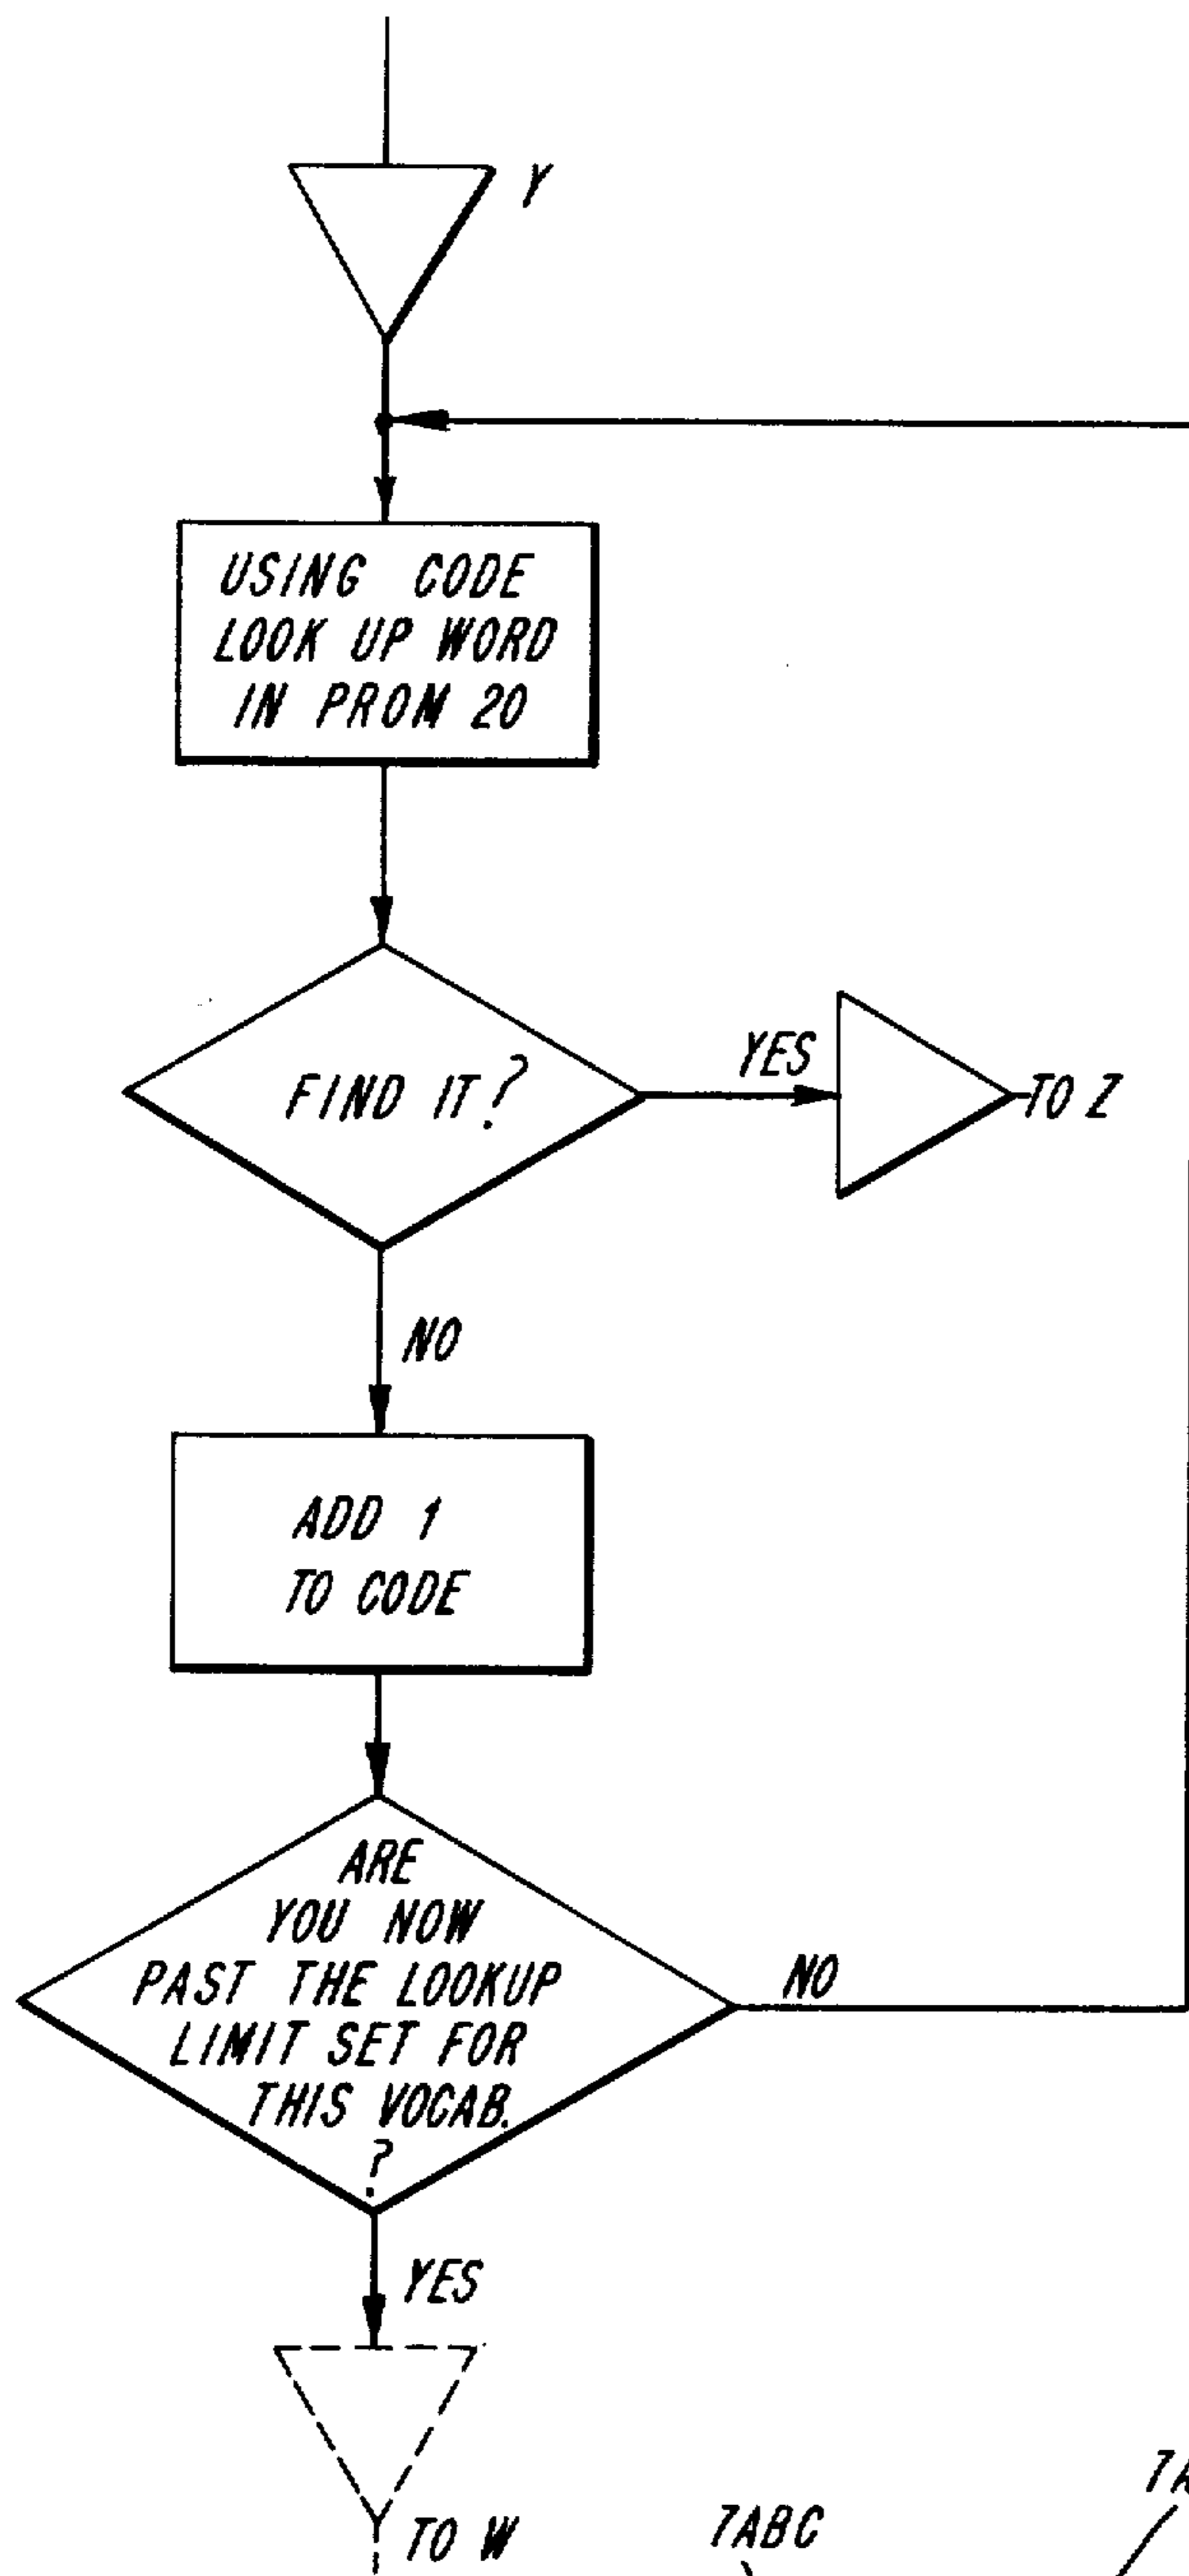 Y
USING CODE
LOOK UP WORD
IN PROM 20
FIND IT?
YES
TO Z
NO
ADD 1
TO CODE
ARE
YOU NOW
PAST THE LOOKUP
LIMIT SET FOR
THIS VOCAB.
?
NO
YES
TO W
7ABC